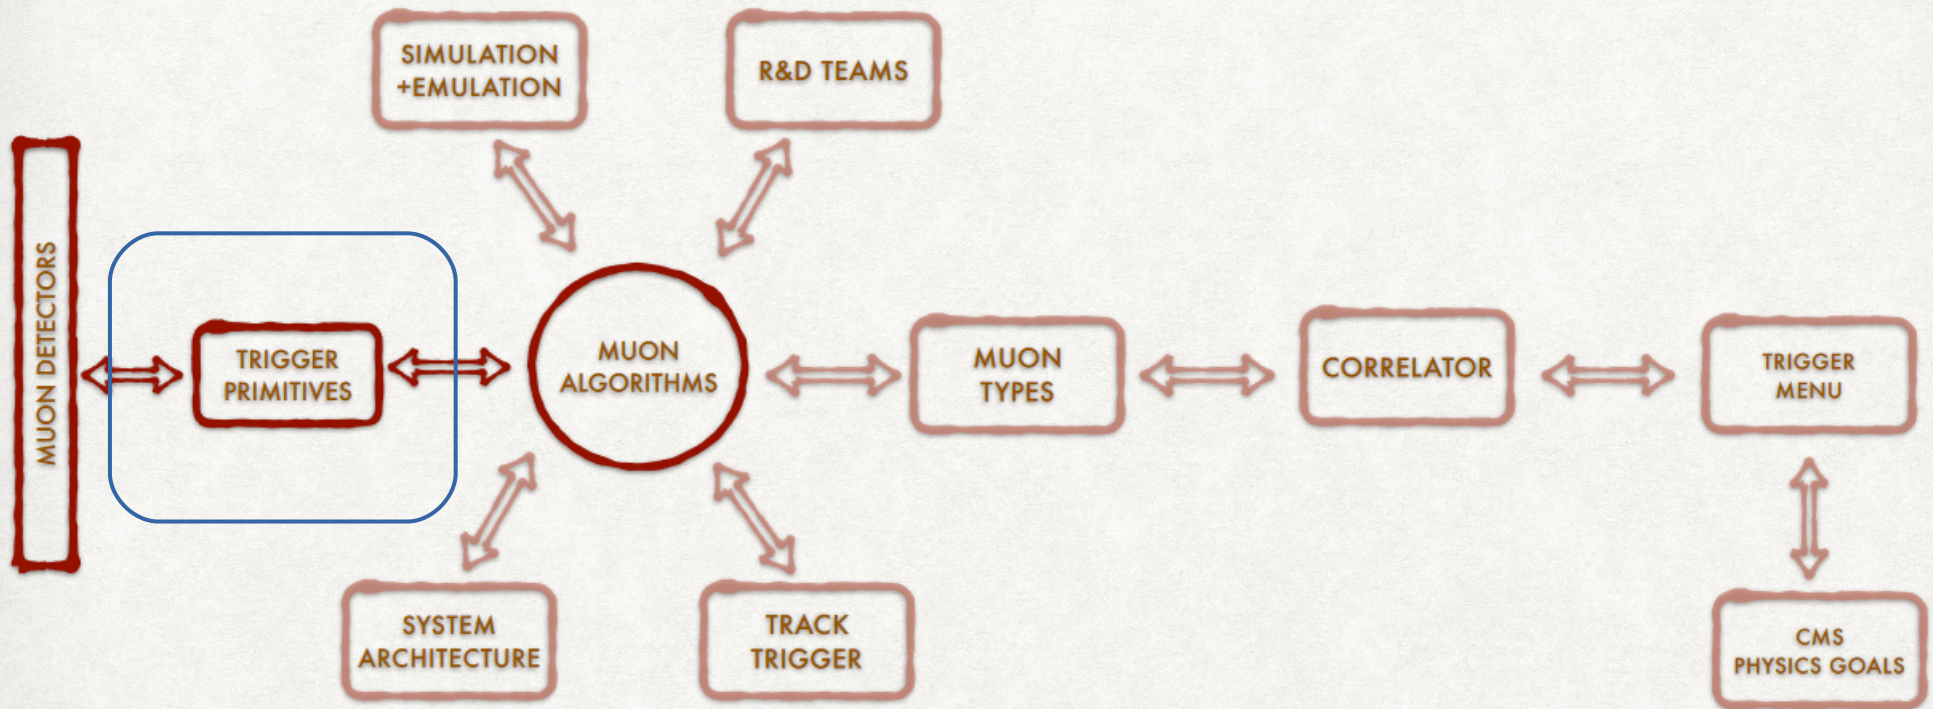 SIMULATION
+EMULATION
R&D TEAMS
MUON DETECTORS
TRIGGER
PRIMITIVES
MUON
ALGORITHMS
MUON
TYPES
CORRELATOR
TRIGGER
MENU
SYSTEM
ARCHITECTURE
TRACK
TRIGGER
CMS
PHYSICS GOALS